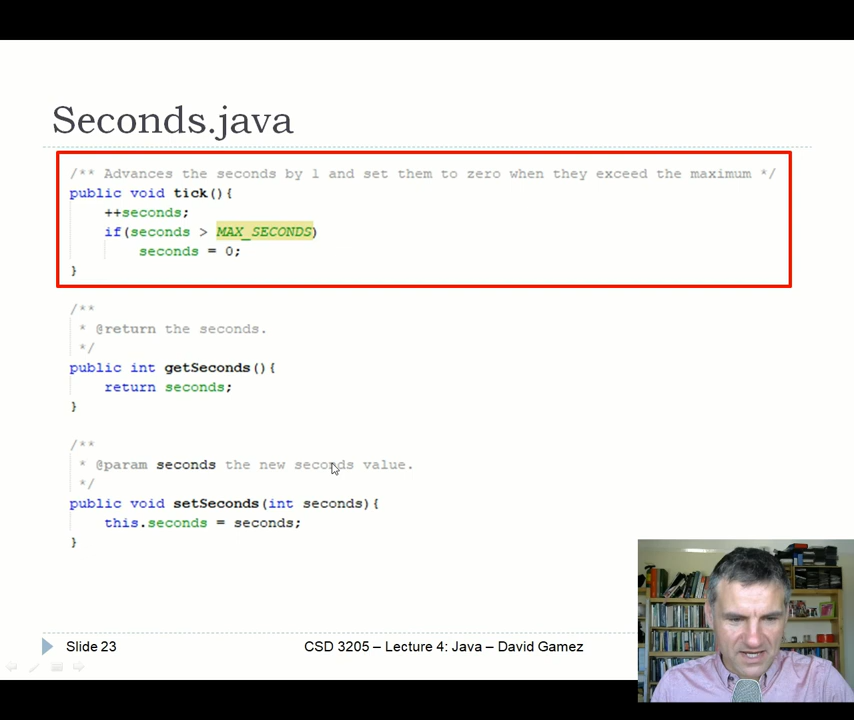 Seconds.java
/** Advances the seconds by 1 and set them to zero when they exceed the maximum */
public void tick(){
++seconds;
if(seconds > MAX_SECONDS)
seconds = 0;
}
/**
* @return the seconds.
*/
public int getSeconds(){
return seconds;
}
/**
* @param seconds the new seconds value.
*/
public void setSeconds(int seconds){
this.seconds = seconds;
}
Slide 23
CSD 3205 – Lecture 4: Java – David Gamez